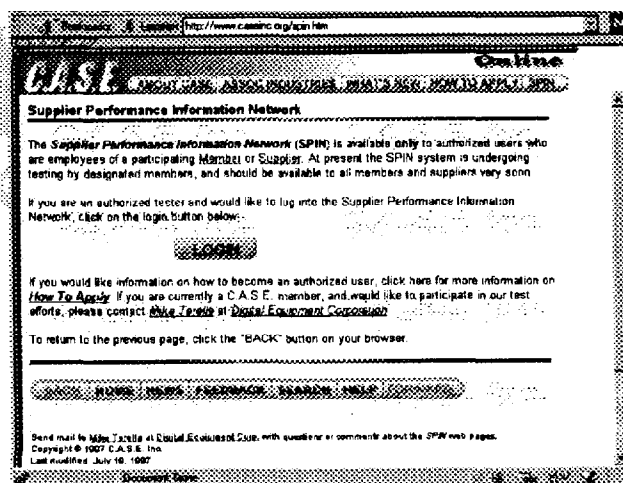 http://www.caseinc.org/spin.htm
Online
C.A.S.E. ABOUT CASE ASSOC INDUSTRIES WHAT'S NEW HOW TO APPLY SPIN
Supplier Performance Information Network
The Supplier Performance Information Network (SPIN) is available only to authorized users who
are employees of a participating Member or Supplier. At present the SPIN system is undergoing
testing by designated members, and should be available to all members and suppliers very soon
If you are an authorized tester and would like to log into the Supplier Performance Information
Network, click on the login button below:
LOGIN
If you would like information on how to become an authorized user, click here for more information on
How To Apply. If you are currently a C.A.S.E. member, and would like to participate in our test
efforts, please contact Mike Terella at Digital Equipment Corporation
To return to the previous page, click the "BACK" button on your browser.
HOME NEWS FEEDBACK SEARCH HELP
Send mail to Mike Terella at Digital Equipment Corp. with questions or comments about the SPIN web pages.
Copyright © 1997 C.A.S.E. Inc.
Last modified: July 19, 1997
Document: Done